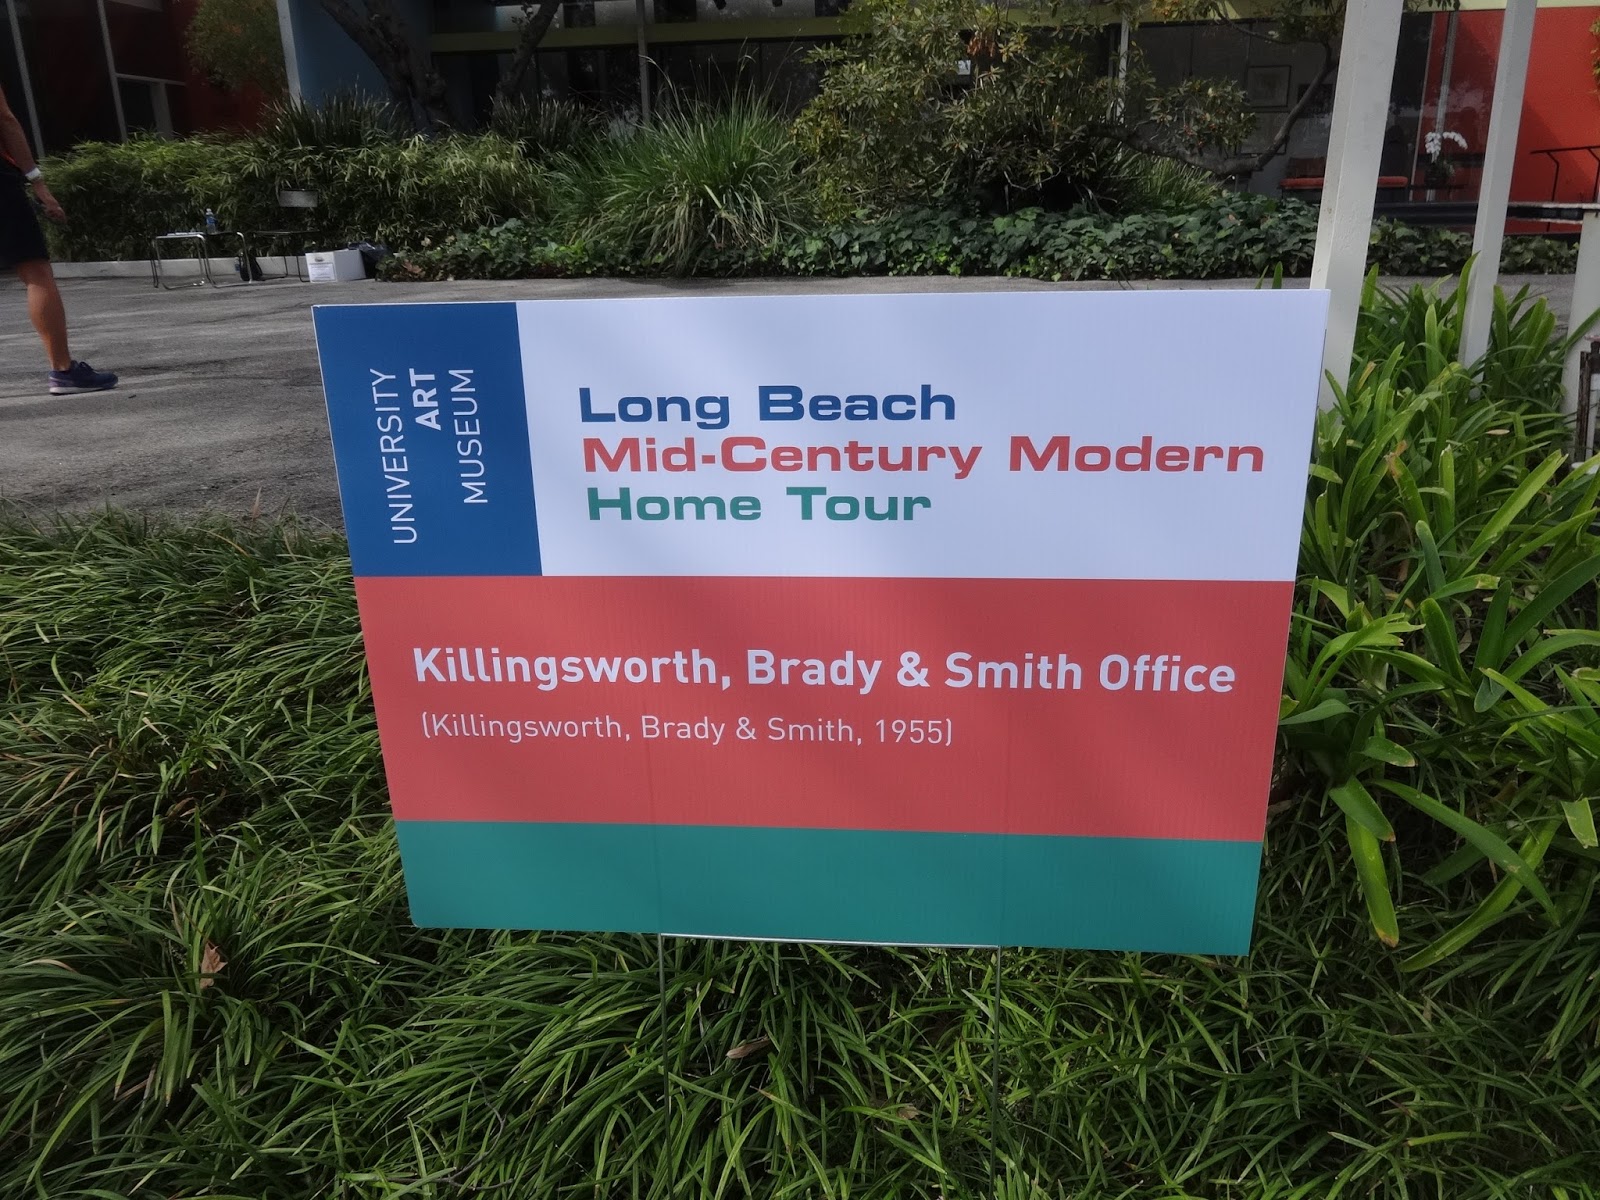 UNIVERSITY
ART
MUSEUM
Long Beach
Mid-Century Modern
Home Tour
Killingsworth, Brady & Smith Office
(Killingsworth, Brady & Smith, 1955)